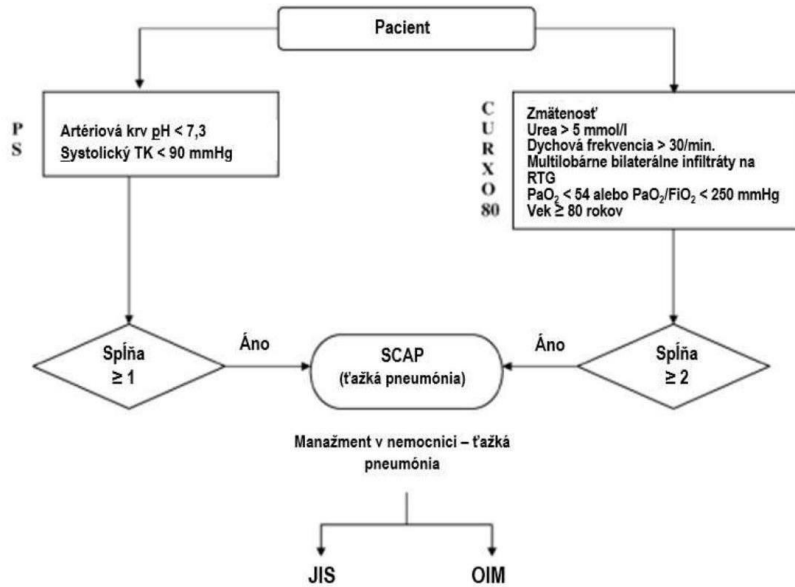 Pacient
P
S
Artériová krv pH < 7,3
Systolický TK < 90 mmHg
C
U
R
X
O
80
Zmätenosť
Urea > 5 mmol/l
Dychová frekvencia > 30/min.
Multilobárne bilaterálne infiltráty na
RTG
PaO₂ < 54 alebo PaO₂/FiO₂ < 250 mmHg
Vek ≥ 80 rokov
Spĺňa
≥ 1
Áno
SCAP
(ťažká pneumónia)
Áno
Spĺňa
≥ 2
Manažment v nemocnici – ťažká
pneumónia
JIS
OIM